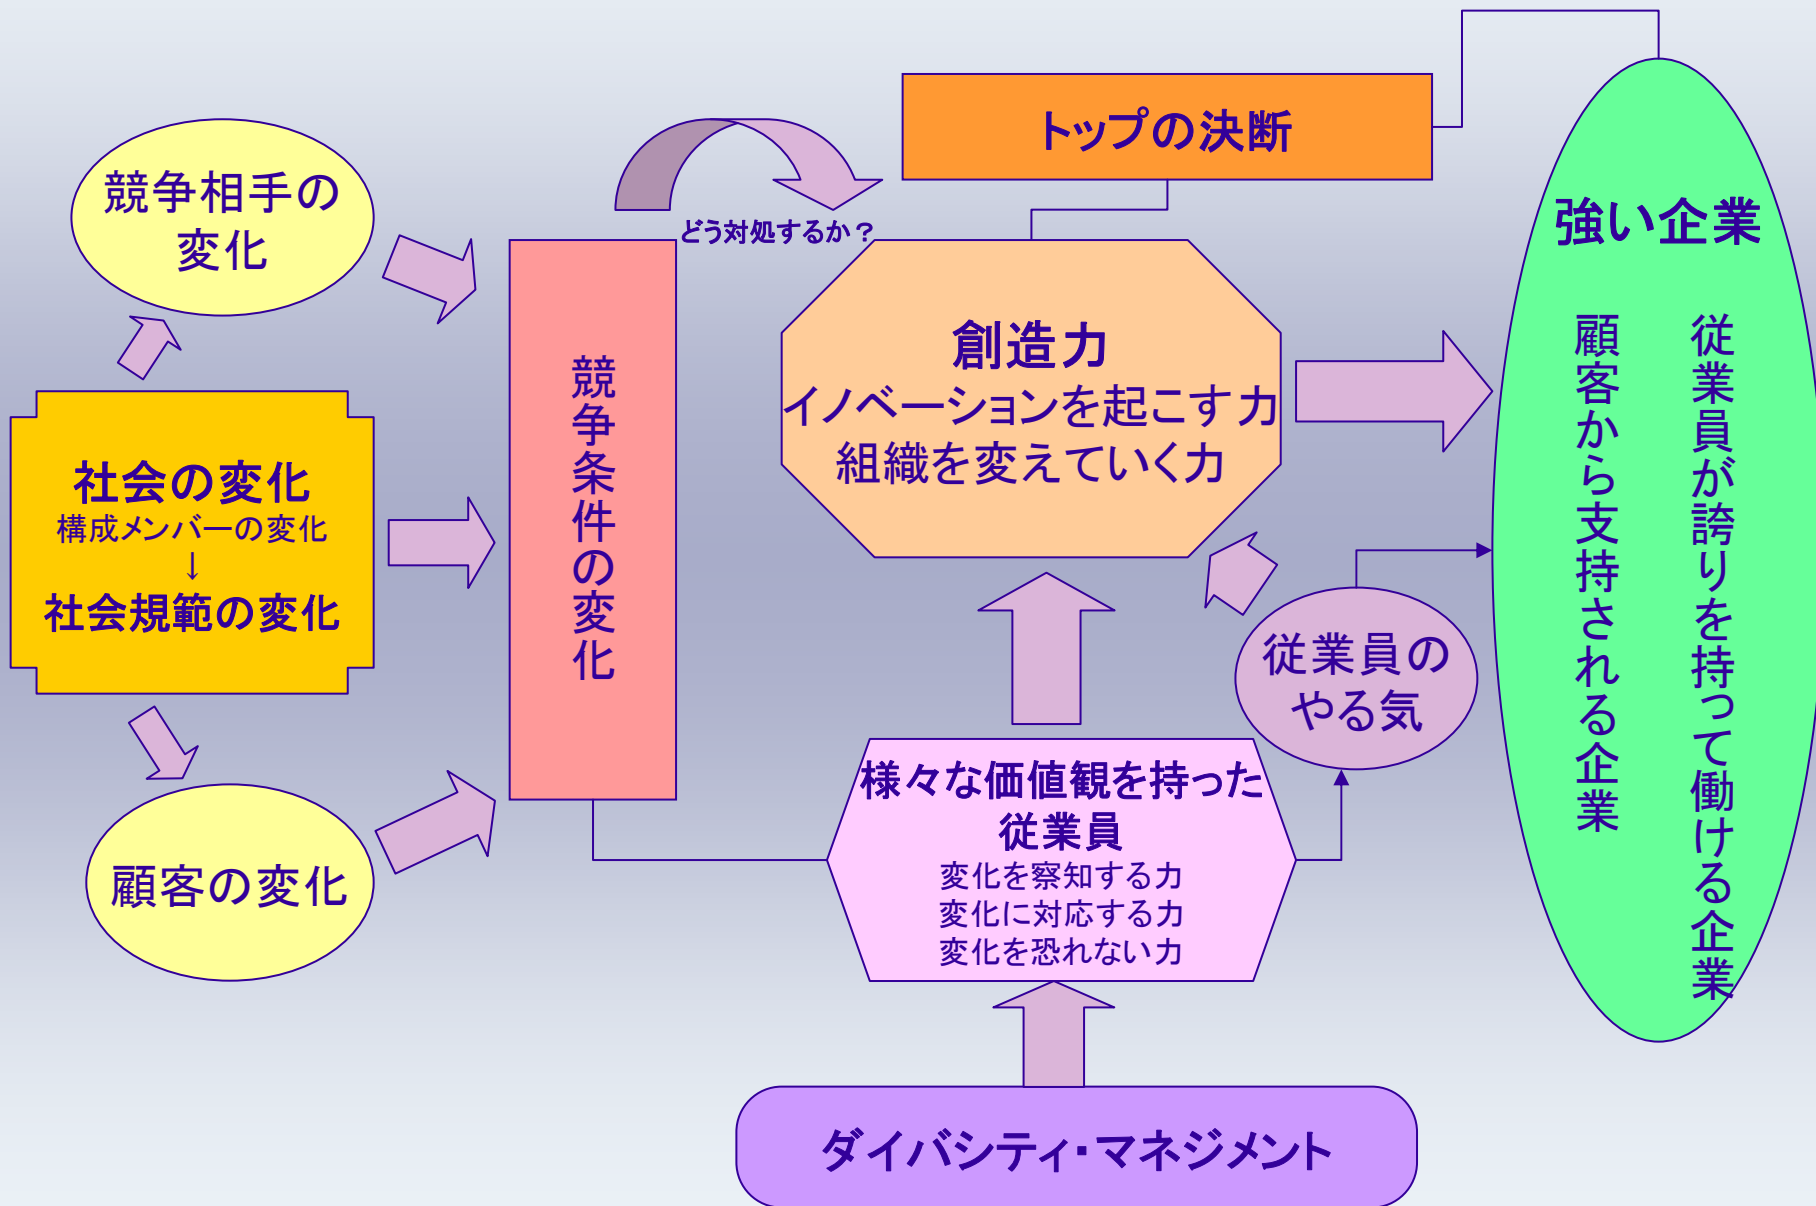 トップの決断
競争相手の
変化
どう対処するか？
強い企業
従業員が誇りを持って働ける企業
顧客から支持される企業
創造力
イノベーションを起こす力
組織を変えていく力
競争条件の変化
社会の変化
構成メンバーの変化
↓
社会規範の変化
従業員の
やる気
様々な価値観を持った
従業員
変化を察知する力
変化に対応する力
変化を恐れない力
顧客の変化
ダイバシティ・マネジメント